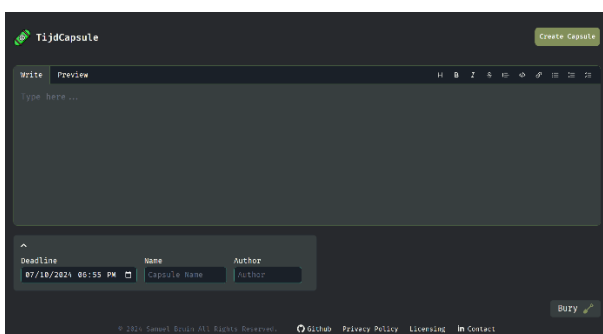 TijdCapsule
Create Capsule
Write Preview H B I S
Type here...
Deadline Name Author
07/10/2024 06:55 PM Capsule Name Author
Bury
© 2024 Samuel Bruin All Rights Reserved. Github Privacy Policy Licensing in Contact